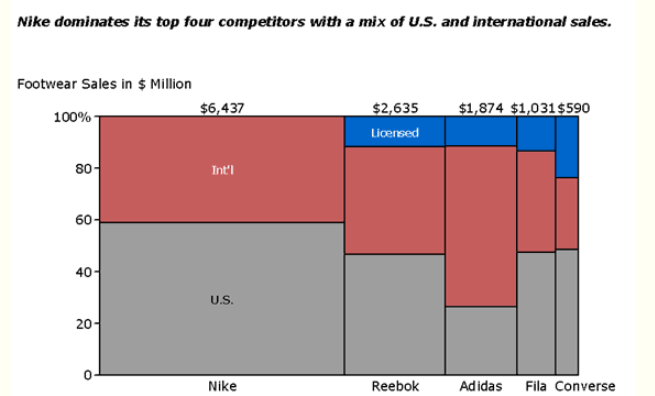 Nike dominates its top four competitors with a mix of U.S. and international sales.
Footwear Sales in $ Million
$6,437 $2,635 $1,874 $1,031 $590
100%
Licensed
80
Int'l
60
40
U.S.
20
0
Nike Reebok Adidas Fila Converse